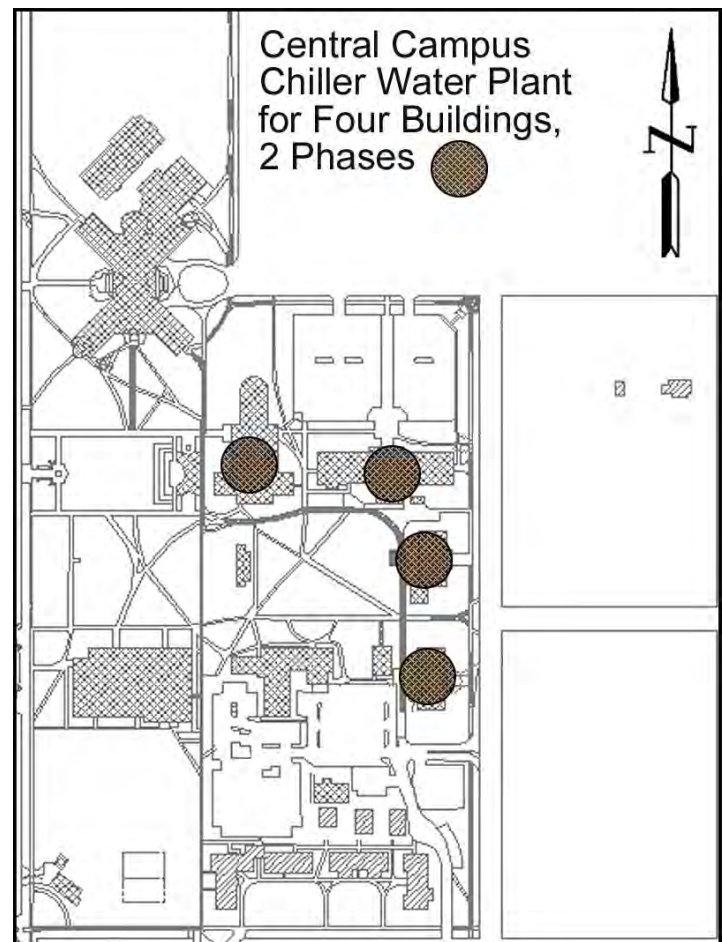 Central Campus
Chiller Water Plant
for Four Buildings,
2 Phases
N